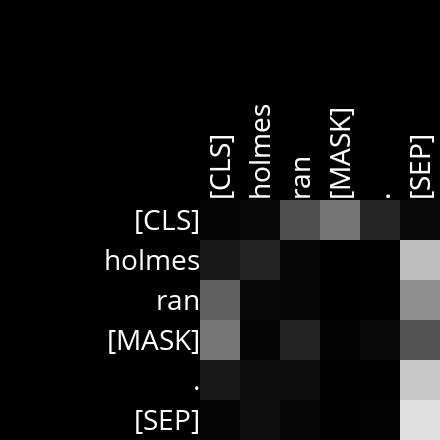 [CLS]
holmes
ran
[MASK]
.
[SEP]
[CLS]
holmes
ran
[MASK]
.
[SEP]